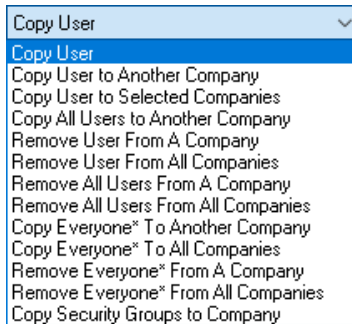 Copy User
Copy User
Copy User to Another Company
Copy User to Selected Companies
Copy All Users to Another Company
Remove User From A Company
Remove User From All Companies
Remove All Users From A Company
Remove All Users From All Companies
Copy Everyone* To Another Company
Copy Everyone* To All Companies
Remove Everyone* From A Company
Remove Everyone* From All Companies
Copy Security Groups to Company